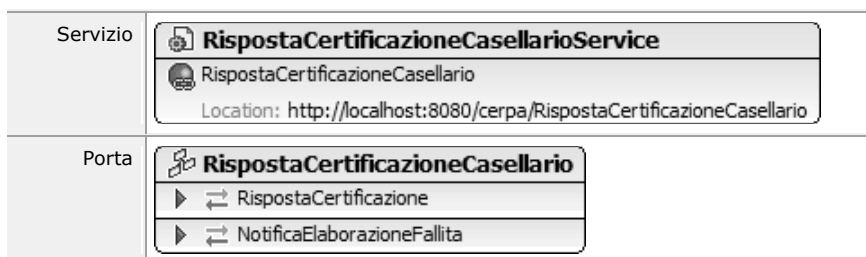 Servizio
RispostaCertificazioneCasellarioService
RispostaCertificazioneCasellario
Location: http://localhost:8080/cerpa/RispostaCertificazioneCasellario
Porta
RispostaCertificazioneCasellario
RispostaCertificazione
NotificaElaborazioneFallita